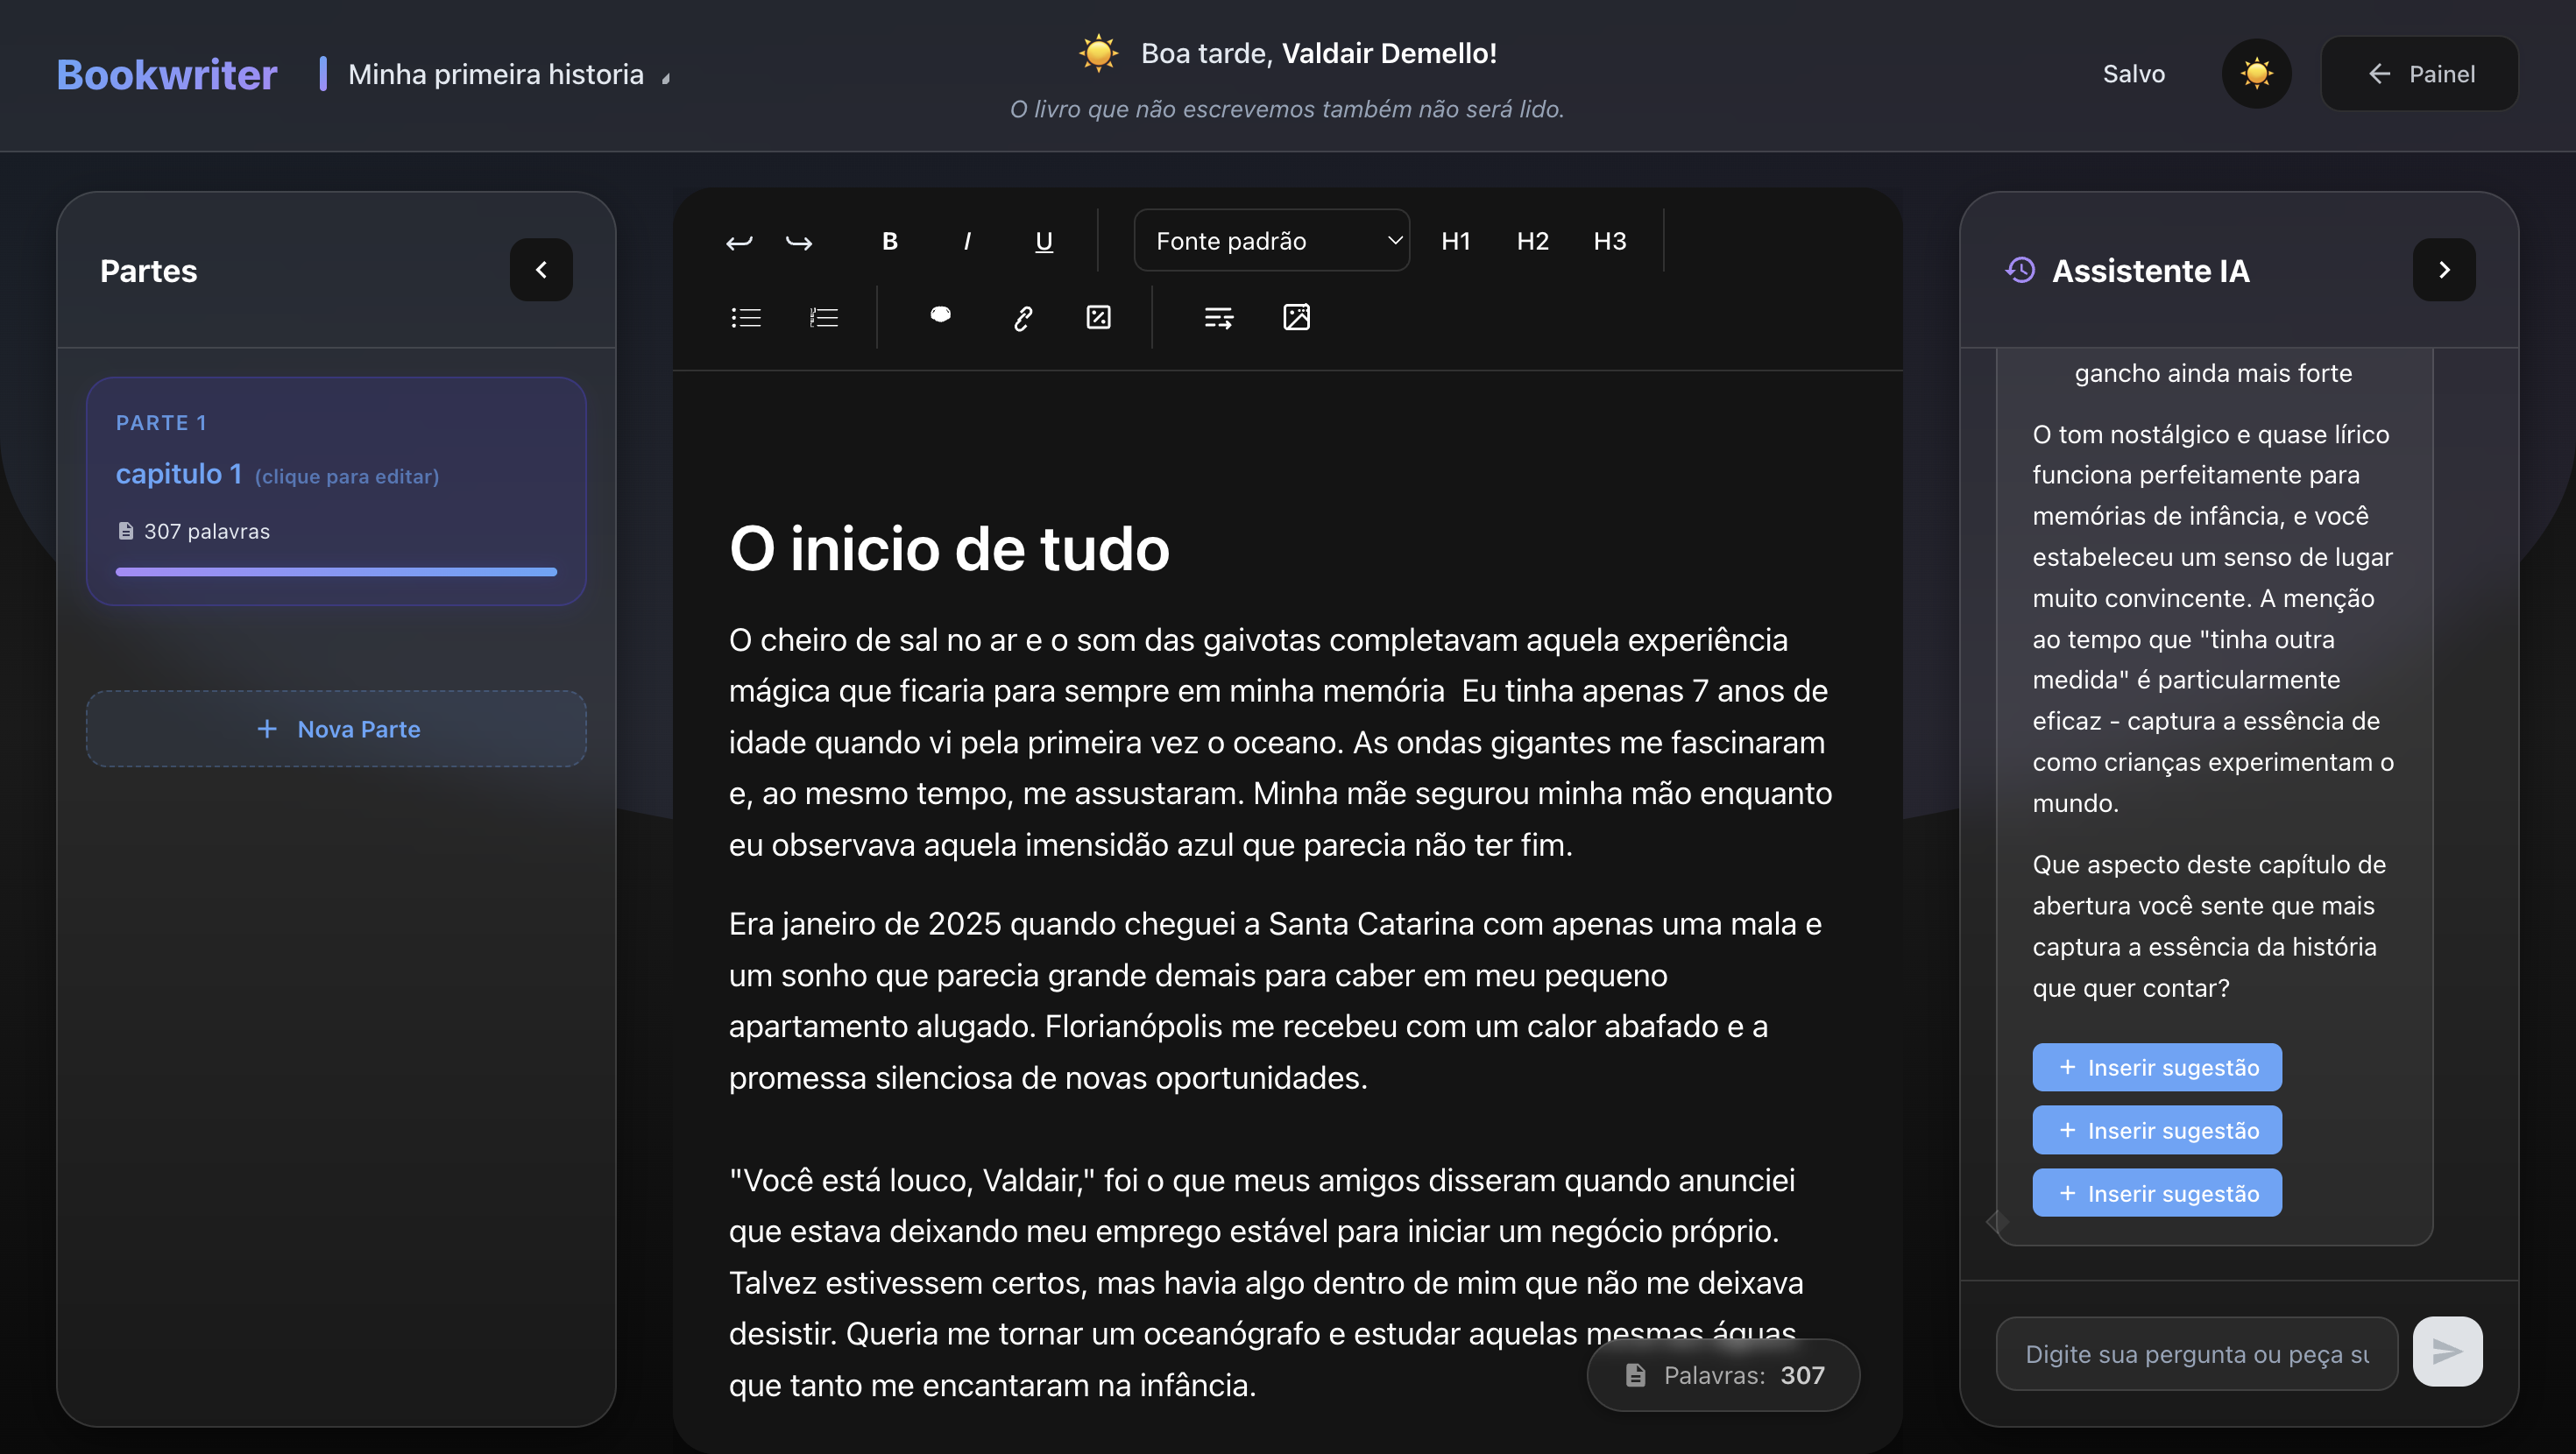 Bookwriter
Minha primeira historia
Boa tarde, Valdair Demello!
O livro que não escrevemos também não será lido.
Salvo
Painel
Partes
PARTE 1
capitulo 1 (clique para editar)
307 palavras
Nova Parte
B I U
Fonte padrão
H1 H2 H3
O inicio de tudo
O cheiro de sal no ar e o som das gaivotas completavam aquela experiência
mágica que ficaria para sempre em minha memória  Eu tinha apenas 7 anos de
idade quando vi pela primeira vez o oceano. As ondas gigantes me fascinaram
e, ao mesmo tempo, me assustaram. Minha mãe segurou minha mão enquanto
eu observava aquela imensidão azul que parecia não ter fim.
Era janeiro de 2025 quando cheguei a Santa Catarina com apenas uma mala e
um sonho que parecia grande demais para caber em meu pequeno
apartamento alugado. Florianópolis me recebeu com um calor abafado e a
promessa silenciosa de novas oportunidades.
"Você está louco, Valdair," foi o que meus amigos disseram quando anunciei
que estava deixando meu emprego estável para iniciar um negócio próprio.
Talvez estivessem certos, mas havia algo dentro de mim que não me deixava
desistir. Queria me tornar um oceanógrafo e estudar aquelas mesmas águas
que tanto me encantaram na infância.
Palavras: 307
Assistente IA
gancho ainda mais forte
O tom nostálgico e quase lírico
funciona perfeitamente para
memórias de infância, e você
estabeleceu um senso de lugar
muito convincente. A menção
ao tempo que "tinha outra
medida" é particularmente
eficaz - captura a essência de
como crianças experimentam o
mundo.
Que aspecto deste capítulo de
abertura você sente que mais
captura a essência da história
que quer contar?
+ Inserir sugestão
+ Inserir sugestão
+ Inserir sugestão
Digite sua pergunta ou peça su